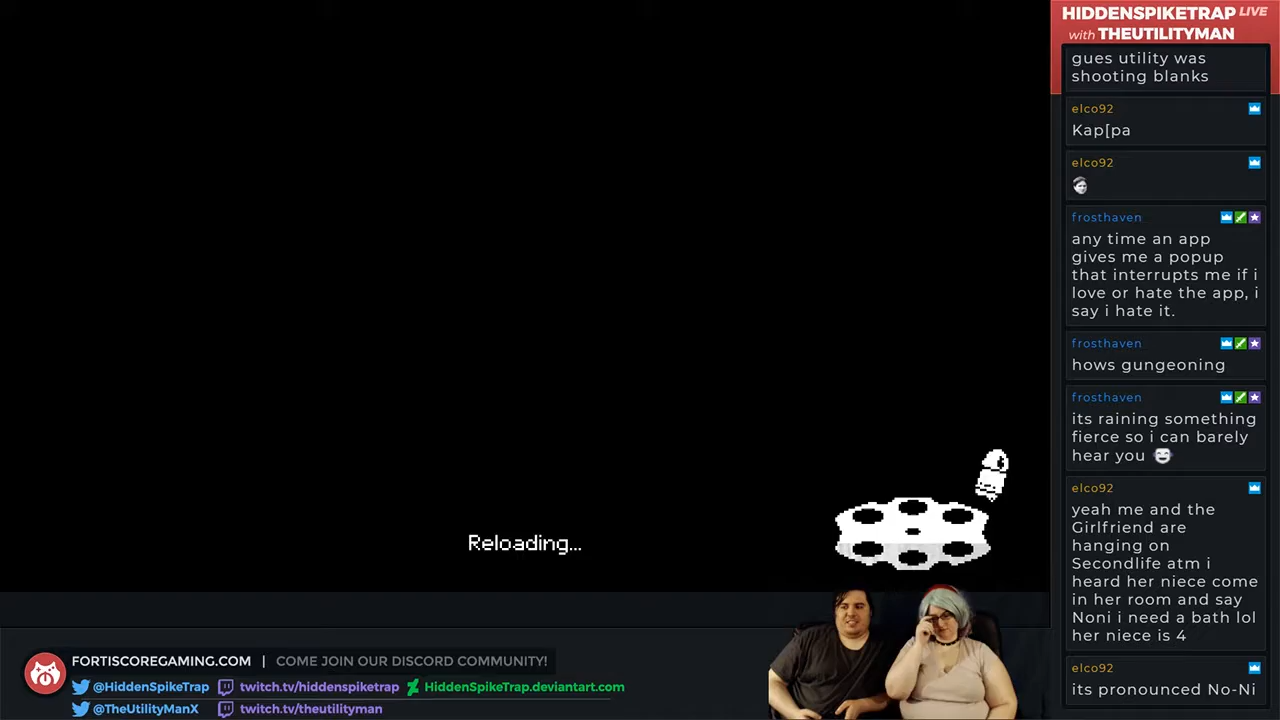 HIDDENSPIKETRAP LIVE
with THEUTILITYMAN
gues utility was
shooting blanks
elco92
Kap[pa
elco92
frosthaven
any time an app
gives me a popup
that interrupts me if i
love or hate the app, i
say i hate it.
frosthaven
hows gungeoning
frosthaven
its raining something
fierce so i can barely
hear you
elco92
yeah me and the
Girlfriend are
hanging on
Secondlife atm i
heard her niece come
in her room and say
Noni i need a bath lol
her niece is 4
elco92
its pronounced No-Ni
Reloading...
FORTISCOREGAMING.COM | COME JOIN OUR DISCORD COMMUNITY!
@HiddenSpikeTrap twitch.tv/hiddenspiketrap HiddenSpikeTrap.deviantart.com
@TheUtilityManX twitch.tv/theutilityman